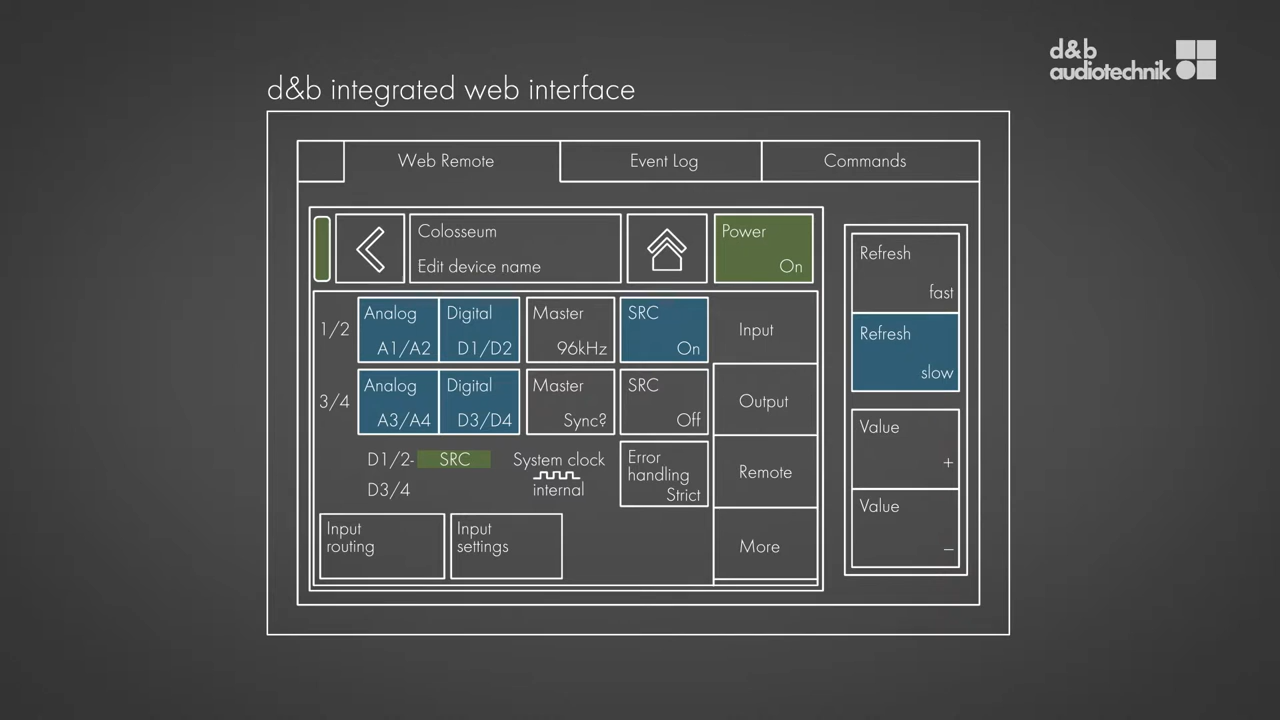 d&b
audiotechnik
d&b integrated web interface
Web Remote
Event Log
Commands
Colosseum
Edit device name
Power
On
1/2
Analog
A1/A2
Digital
D1/D2
Master
96kHz
SRC
On
Input
3/4
Analog
A3/A4
Digital
D3/D4
Master
Sync?
SRC
Off
Output
D1/2- SRC
D3/4
System clock
internal
Error
handling
Strict
Remote
Input
routing
Input
settings
More
Refresh
fast
Refresh
slow
Value
+
Value
–